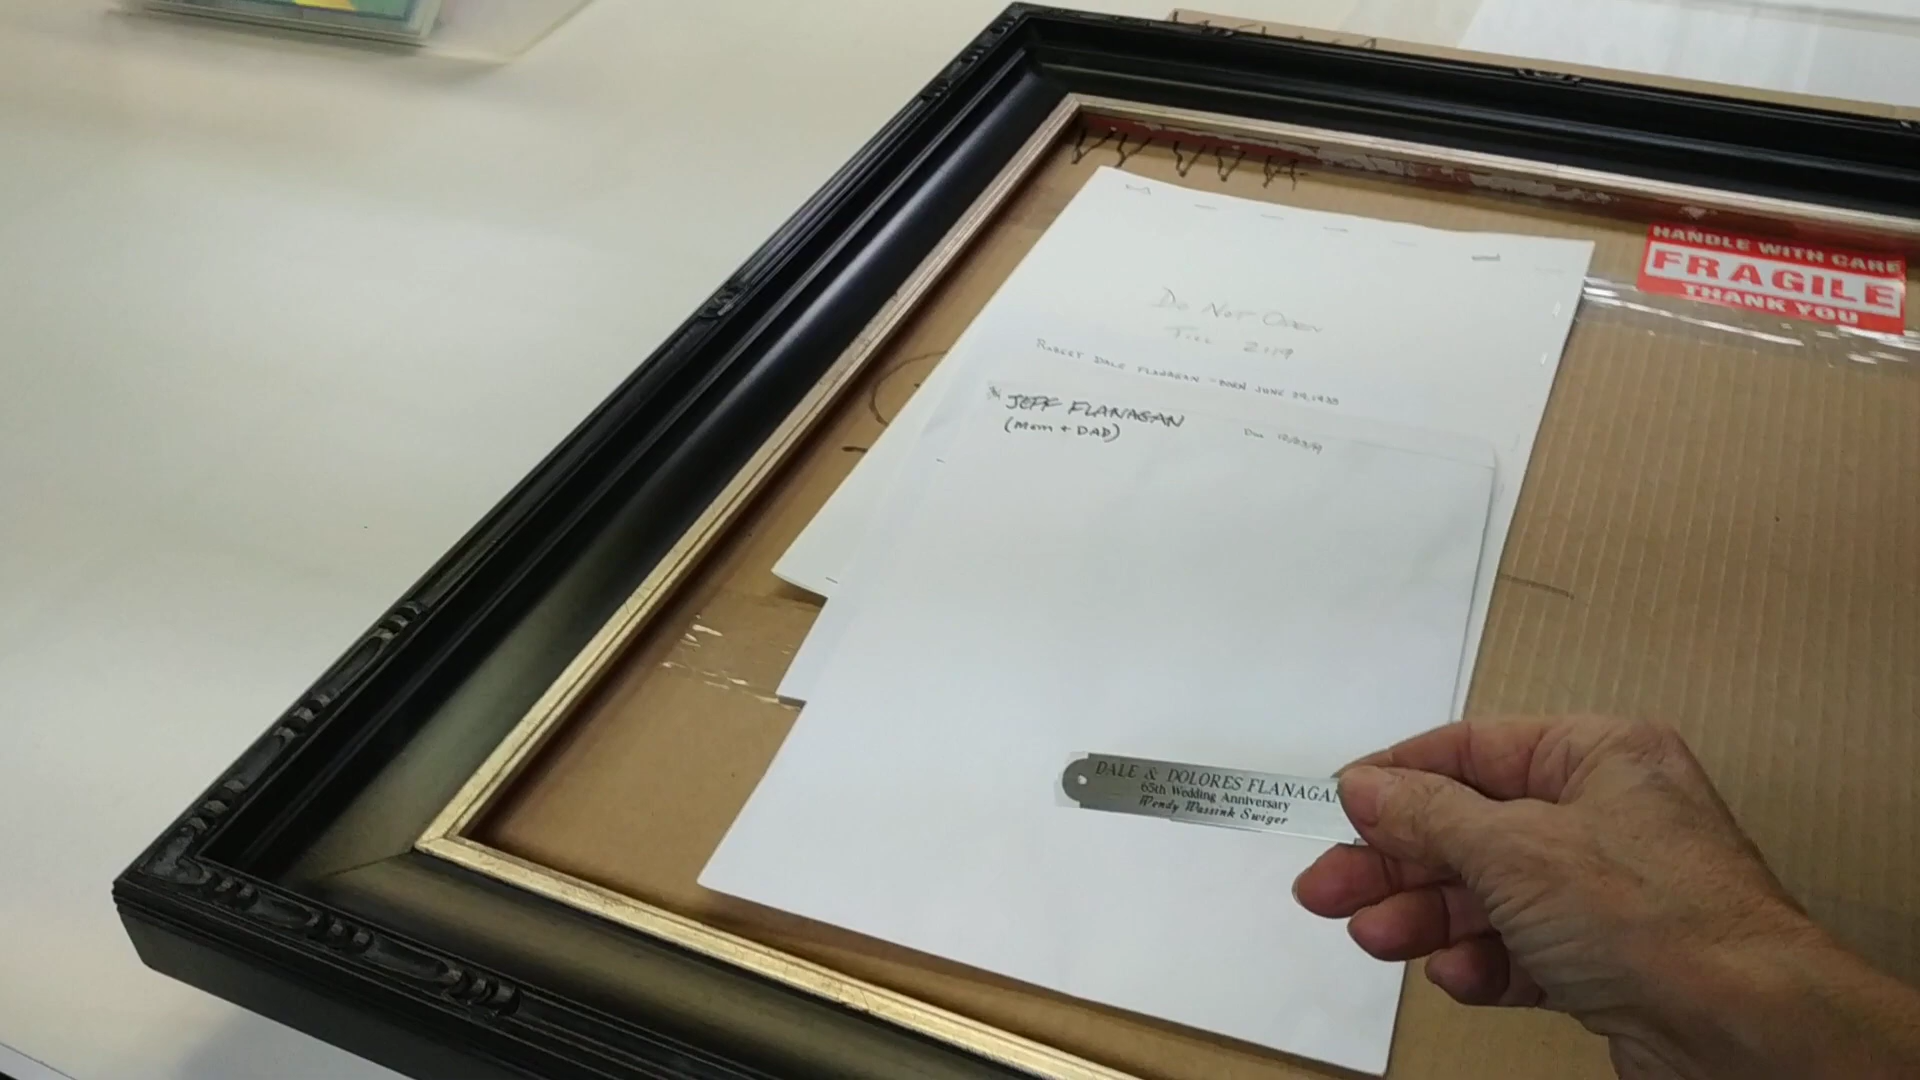 HANDLE WITH CARE
FRAGILE
THANK YOU
DO NOT OPEN
TILL 2119
ROBERT DALE FLANAGAN - BORN JUNE 29, 1935
JEFF FLANAGAN
(MOM + DAD)
DALE & DOLORES FLANAGAN
65th Wedding Anniversary
Wendy Wassink Swiger